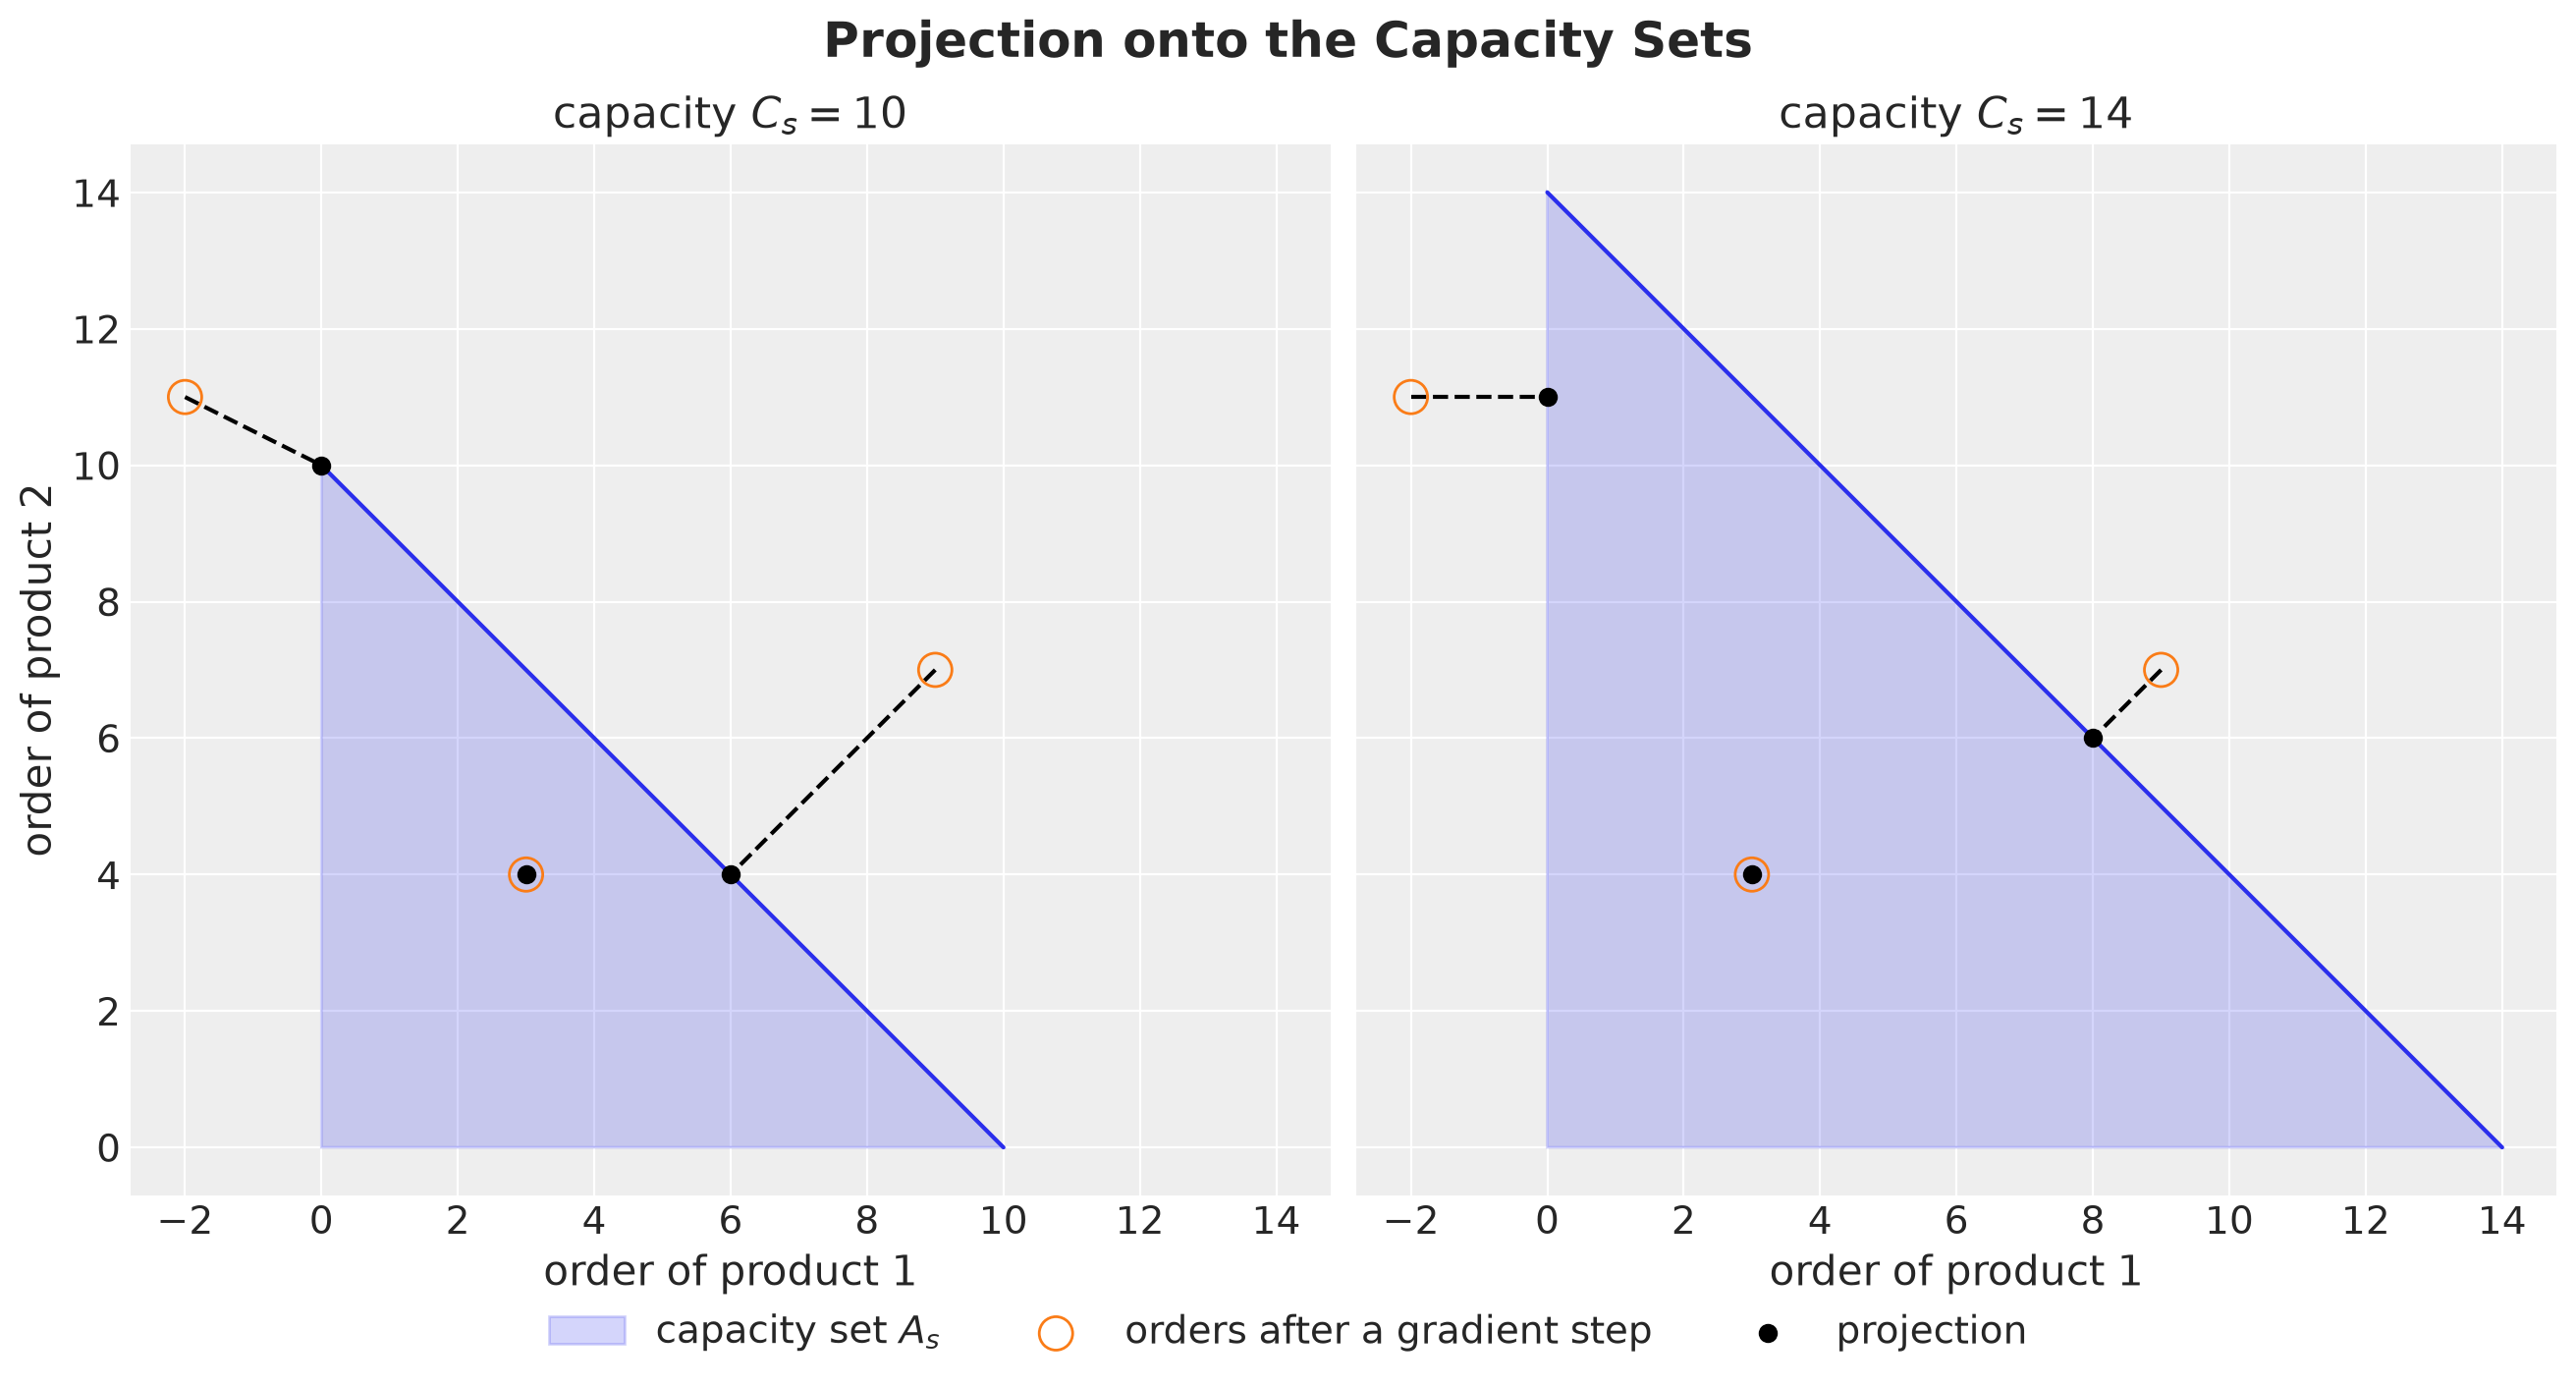 Projection onto the Capacity Sets
capacity $C_s = 10$
capacity $C_s = 14$
order of product 2
14
12
10
8
6
4
2
0
−2 0 2 4 6 8 10 12 14
−2 0 2 4 6 8 10 12 14
order of product 1
order of product 1
capacity set $A_s$
orders after a gradient step
projection